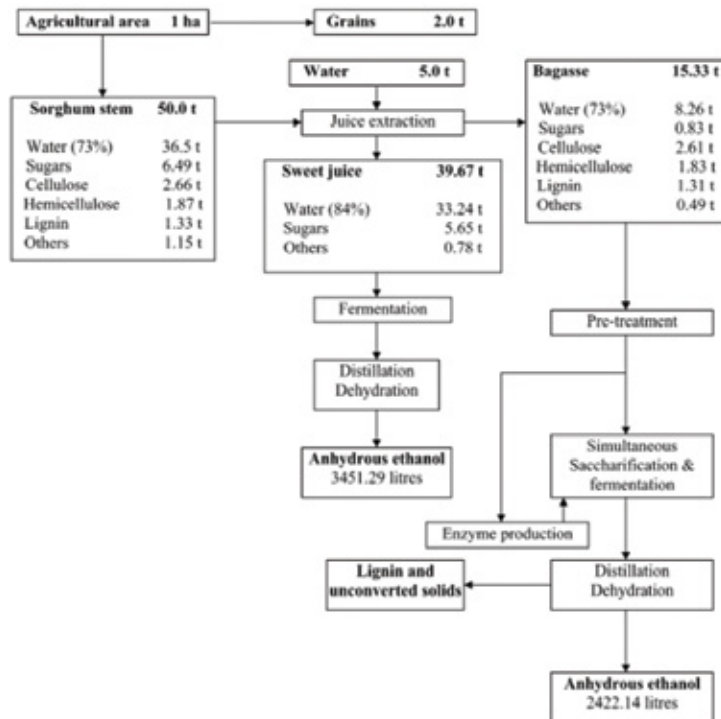 Agricultural area 1 ha
Grains 2.0 t
Water 5.0 t
Bagasse 15.33 t
Water (73%) 8.26 t
Sugars 0.83 t
Cellulose 2.61 t
Hemicellulose 1.83 t
Lignin 1.31 t
Others 0.49 t
Sorghum stem 50.0 t
Water (73%) 36.5 t
Sugars 6.49 t
Cellulose 2.66 t
Hemicellulose 1.87 t
Lignin 1.33 t
Others 1.15 t
Juice extraction
Sweet juice 39.67 t
Water (84%) 33.24 t
Sugars 5.65 t
Others 0.78 t
Fermentation
Pre-treatment
Distillation
Dehydration
Anhydrous ethanol
3451.29 litres
Simultaneous
Saccharification &
fermentation
Enzyme production
Lignin and
unconverted solids
Distillation
Dehydration
Anhydrous ethanol
2422.14 litres